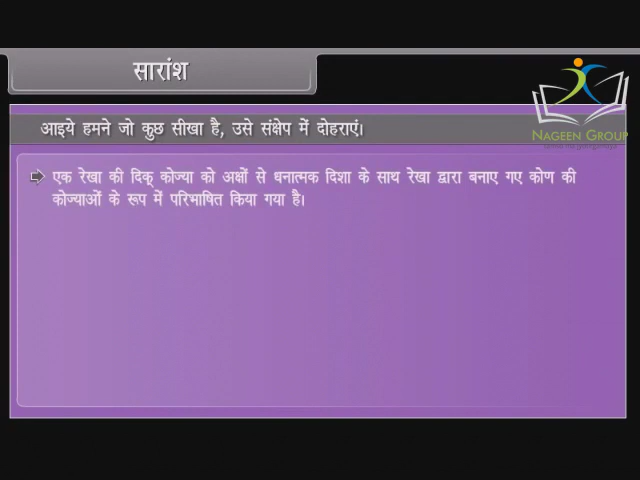 सारांश
आइये हमने जो कुछ सीखा है, उसे संक्षेप में दोहराएं।
NAGEEN GROUP
एक रेखा की दिक् कोज्या को अक्षों से धनात्मक दिशा के साथ रेखा द्वारा बनाए गए कोण की
कोज्याओं के रूप में परिभाषित किया गया है।